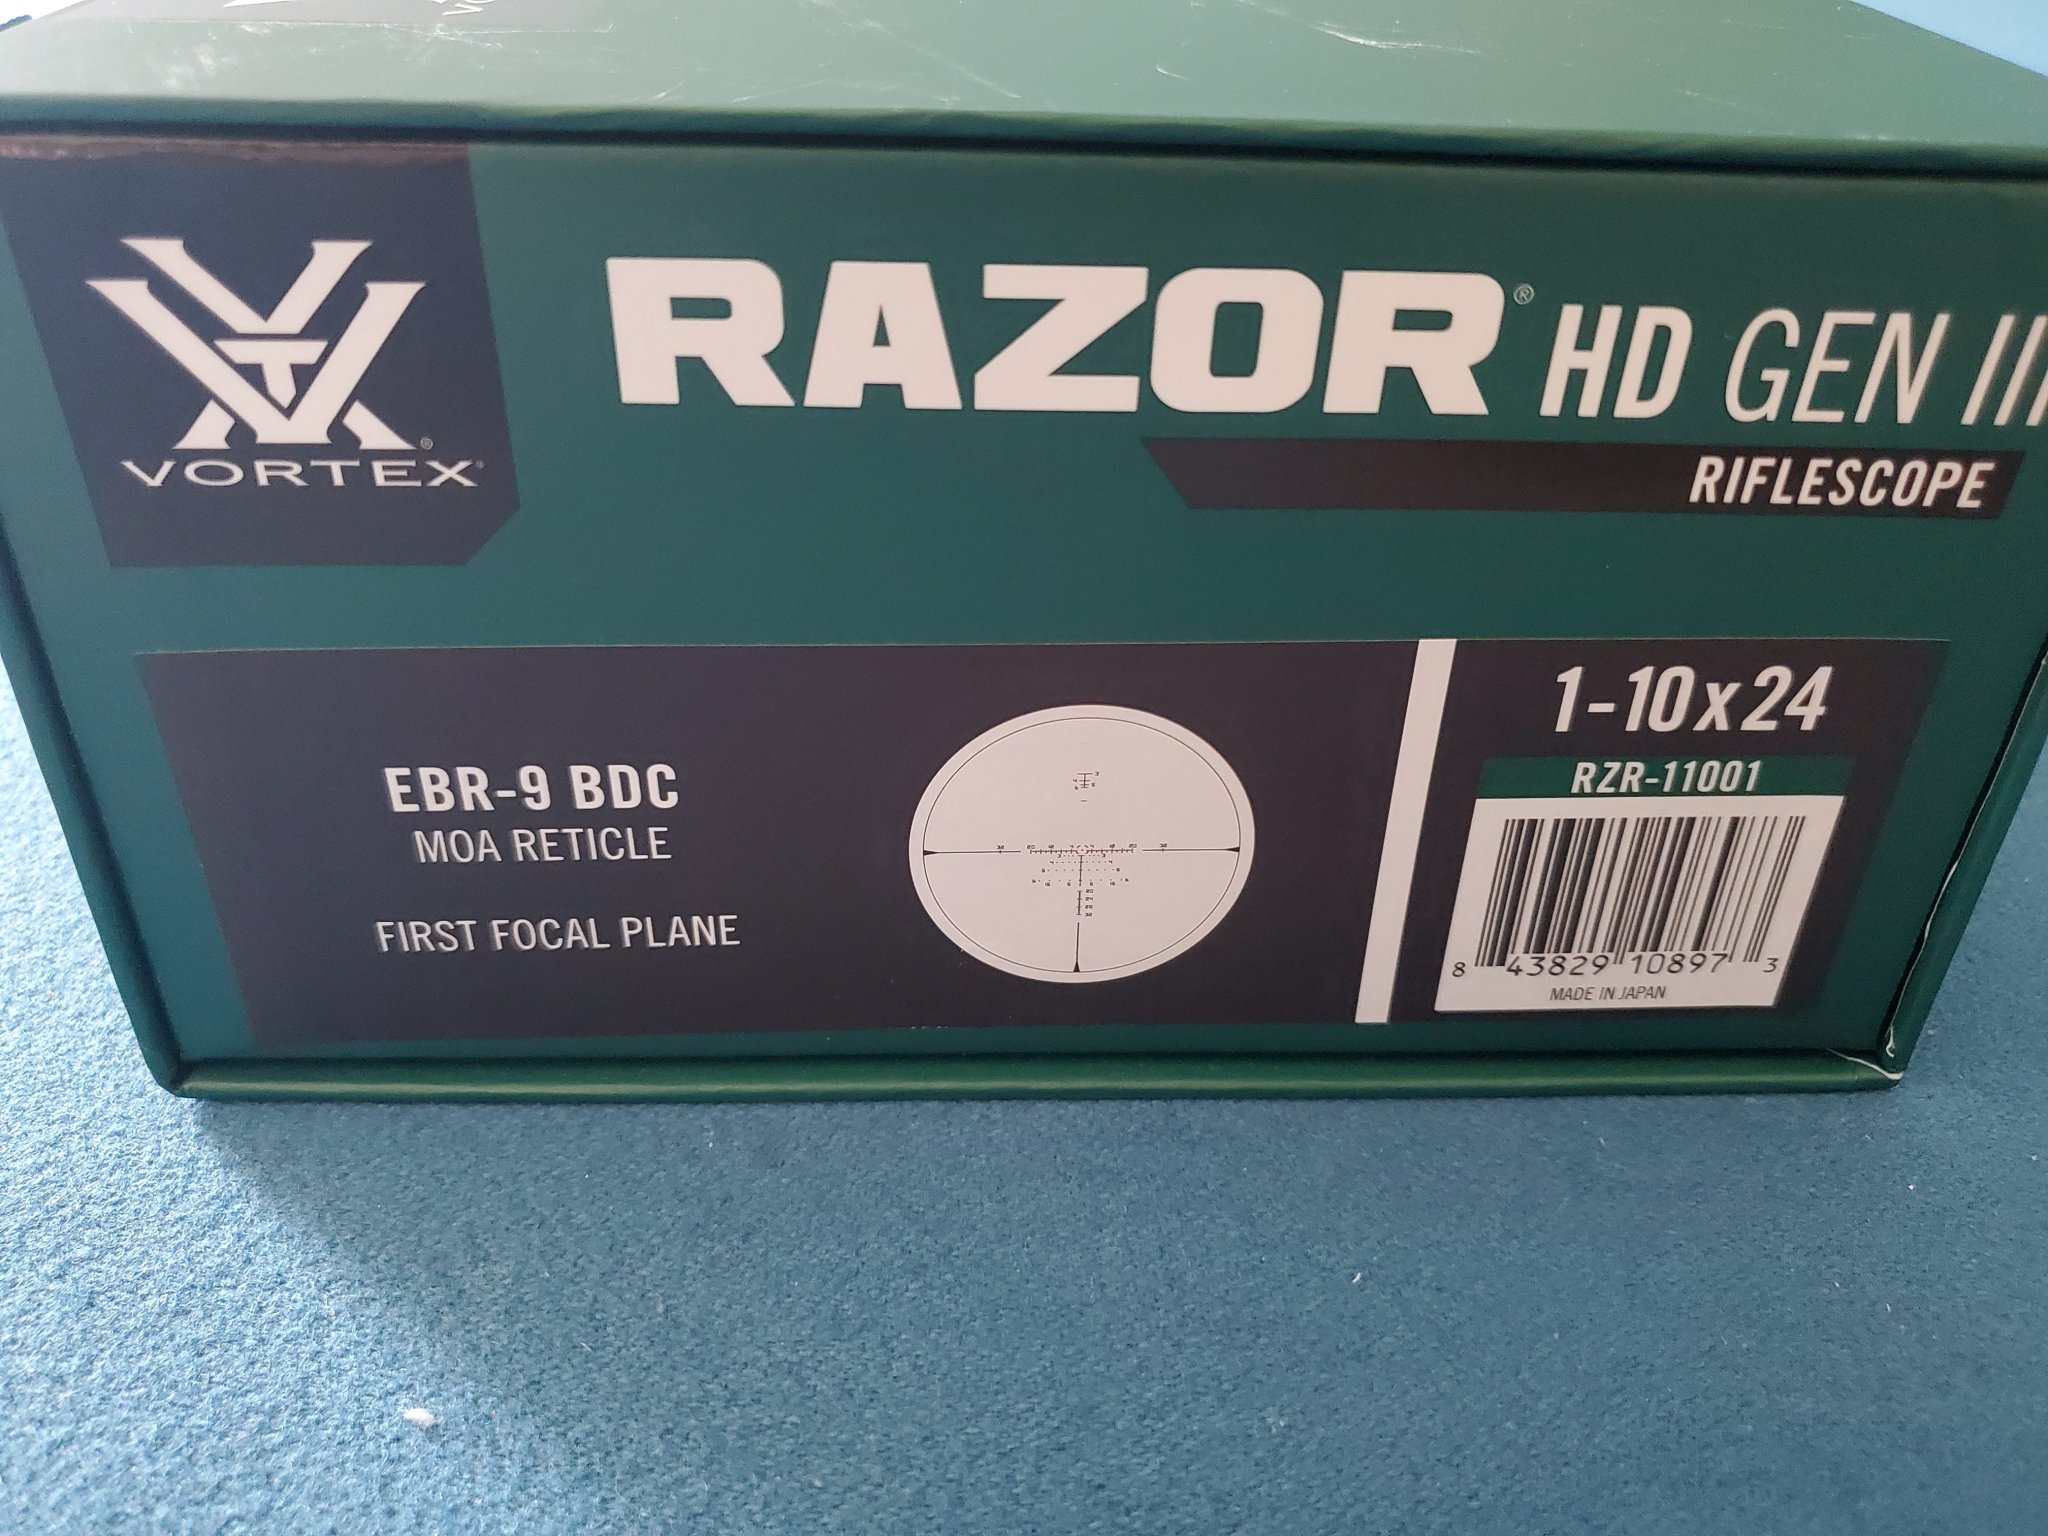 VORTEX®
RAZOR® HD GEN III
RIFLESCOPE
EBR-9 BDC
MOA RETICLE
FIRST FOCAL PLANE
1-10x24
RZR-11001
8 43829 10897 3
MADE IN JAPAN